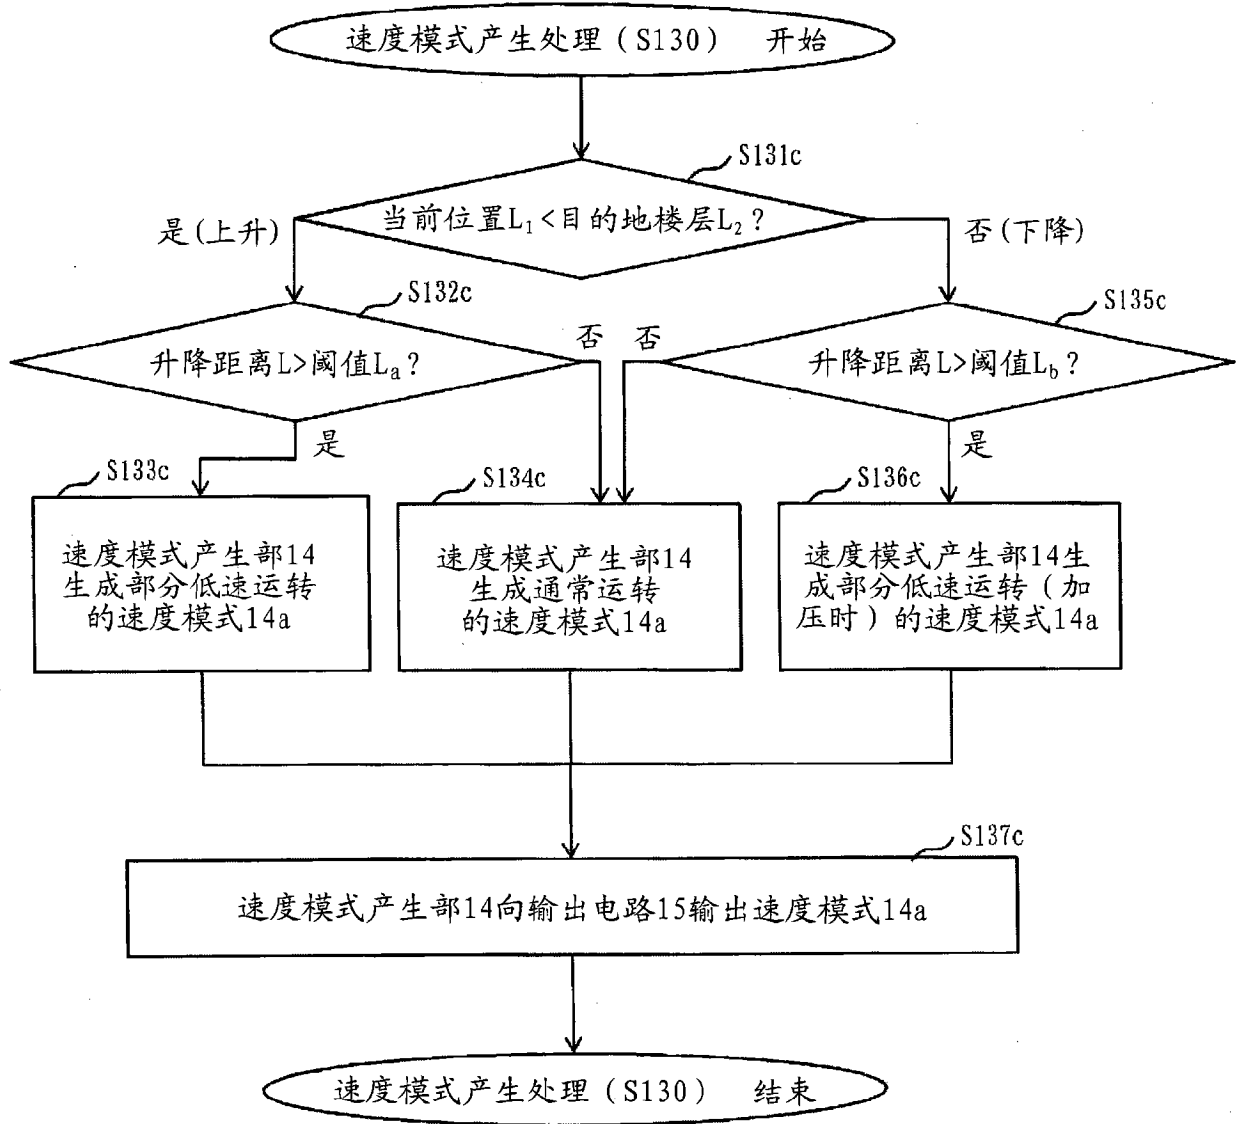 速度模式产生处理(S130) 开始
S131c
当前位置L₁<目的地楼层L₂?
是(上升)
否(下降)
S132c
S135c
升降距离L>阈值Lₐ?
否
否
升降距离L>阈值L_b?
是
是
S133c
S134c
S136c
速度模式产生部14
生成部分低速运转
的速度模式14a
速度模式产生部14
生成通常运转
的速度模式14a
速度模式产生部14生
成部分低速运转(加
压时)的速度模式14a
S137c
速度模式产生部14向输出电路15输出速度模式14a
速度模式产生处理(S130) 结束